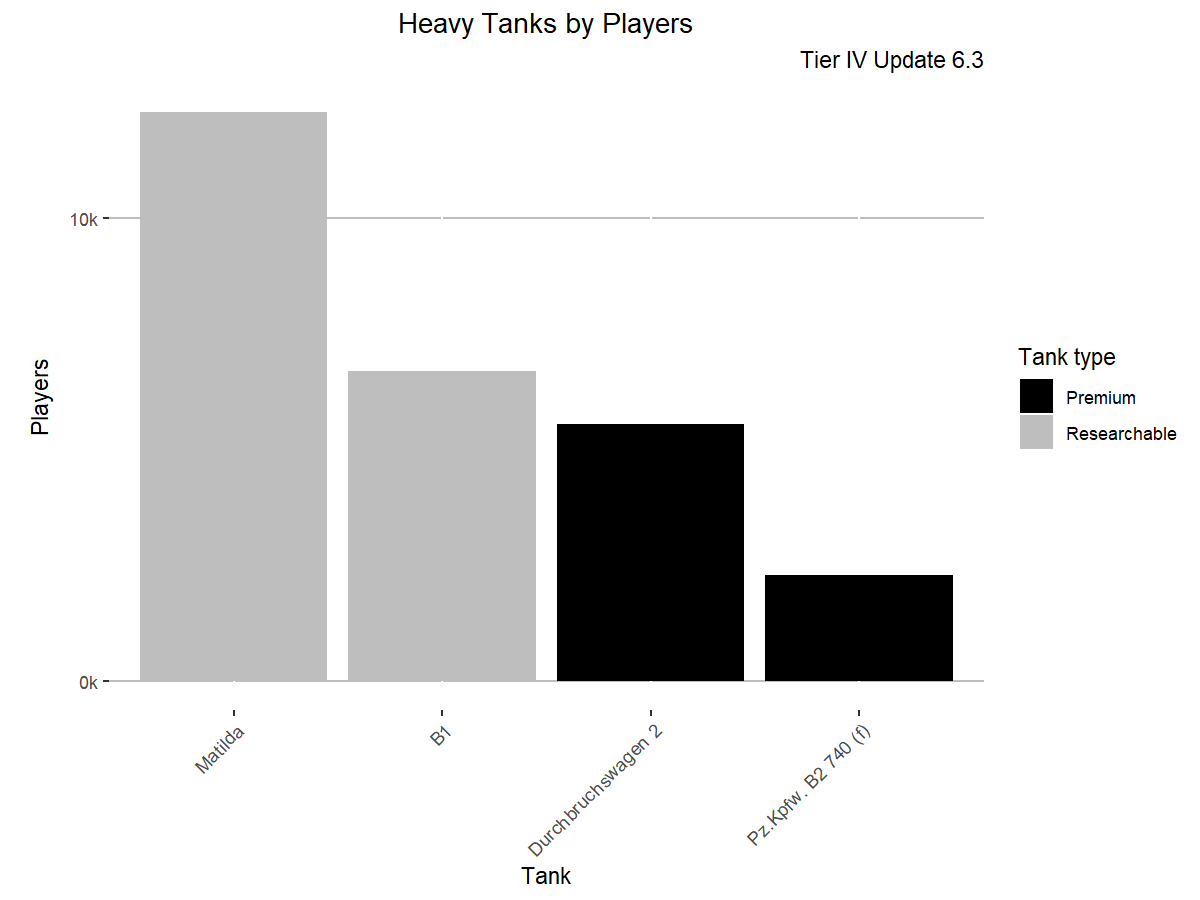 Heavy Tanks by Players
Tier IV Update 6.3
Players
10k
0k
Matilda
B1
Durchbruchswagen 2
Pz.Kpfw. B2 740 (f)
Tank
Tank type
Premium
Researchable